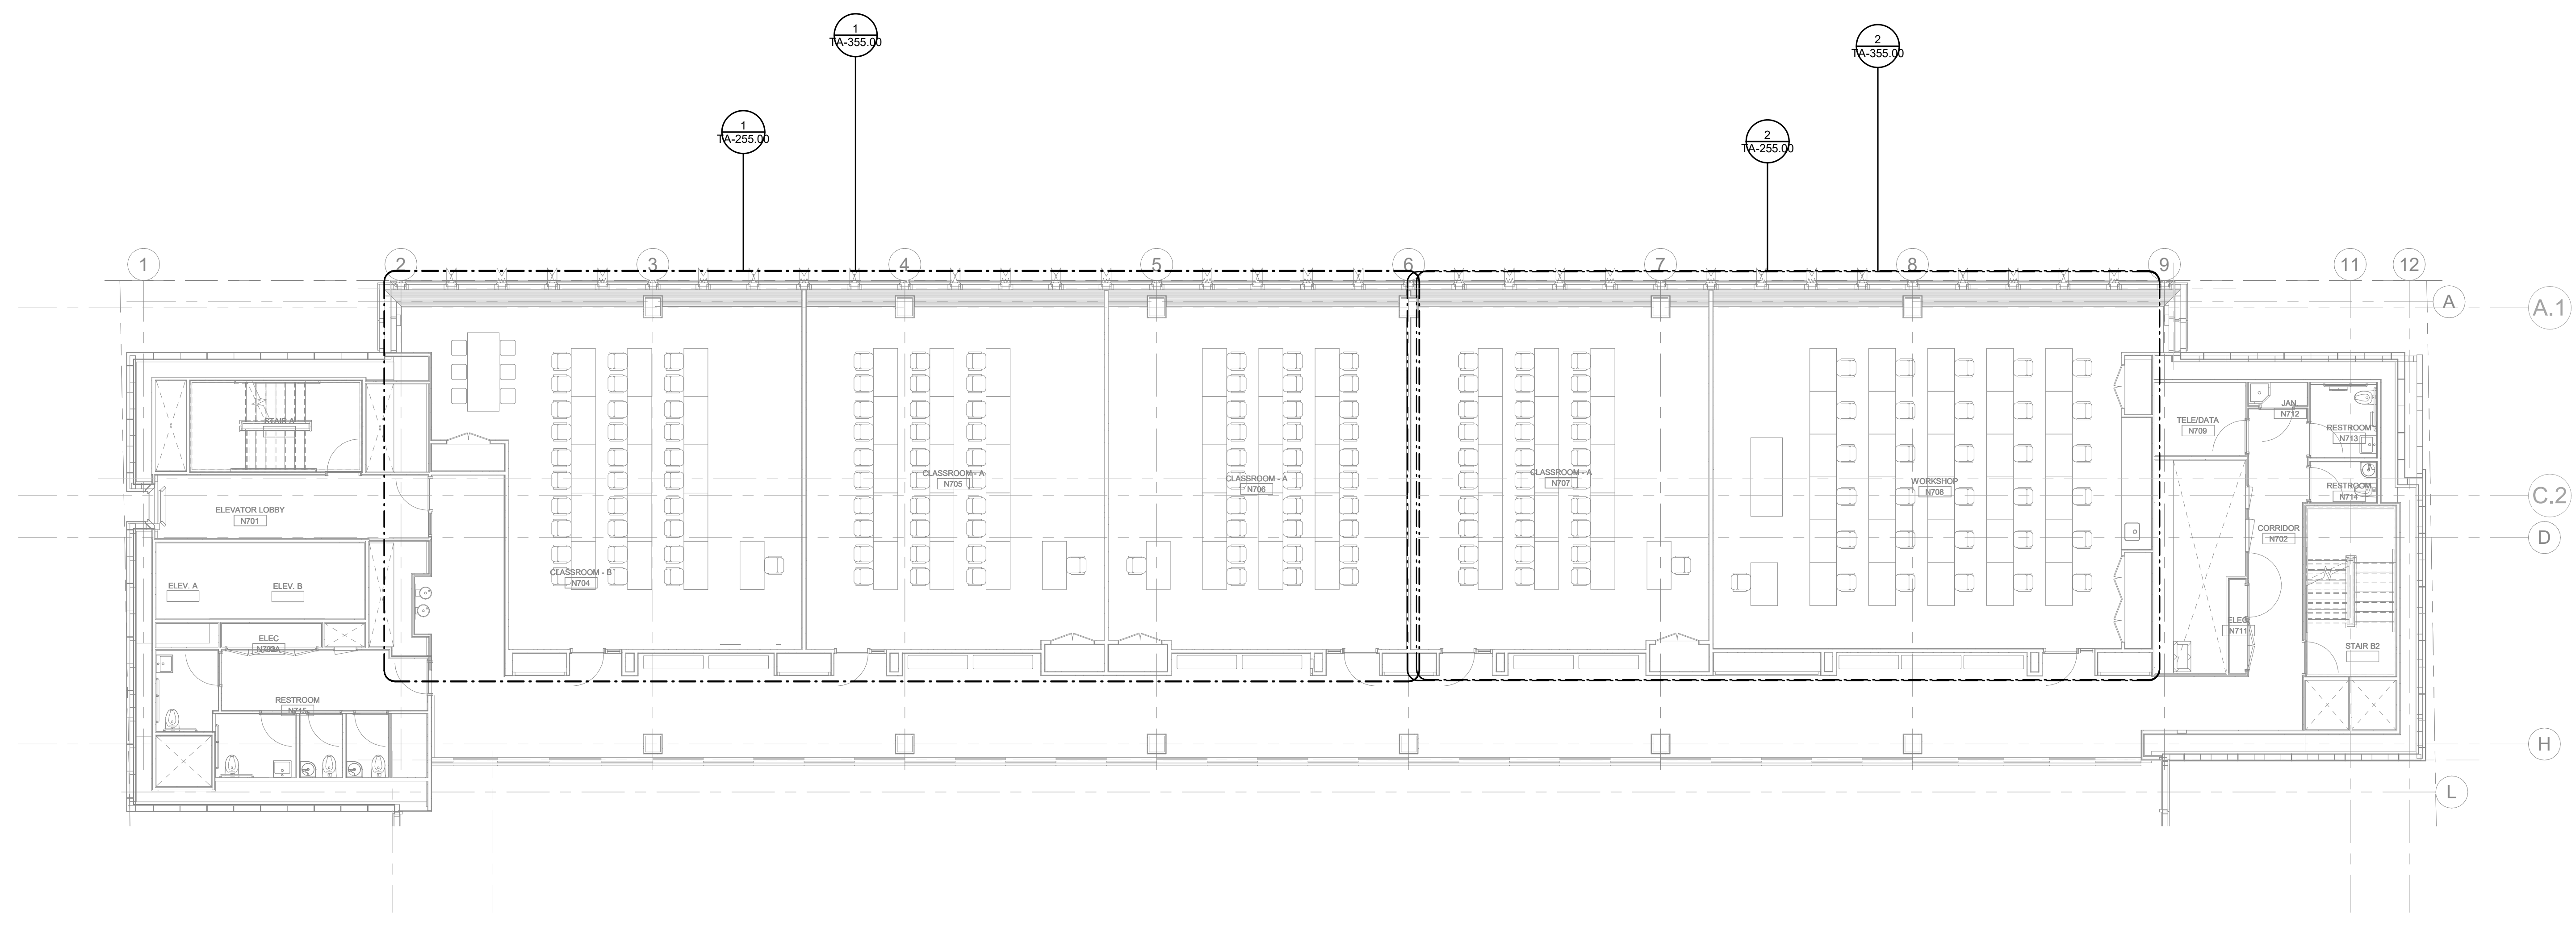 1
TA-355.00
2
TA-355.00
1
TA-255.00
2
TA-255.00
1
2
3
4
5
6
7
8
9
11
12
A
A.1
STAIR A
JAN
N712
TELE/DATA
N709
RESTROOM
N713
CLASSROOM - A
N705
CLASSROOM - A
N706
CLASSROOM - A
N707
WORKSHOP
N708
RESTROOM
N714
C.2
ELEVATOR LOBBY
N701
CORRIDOR
N702
D
CLASSROOM - B
N704
ELEV. A
ELEV. B
ELEC
N711
ELEC
STAIR B2
RESTROOM
N715
H
L